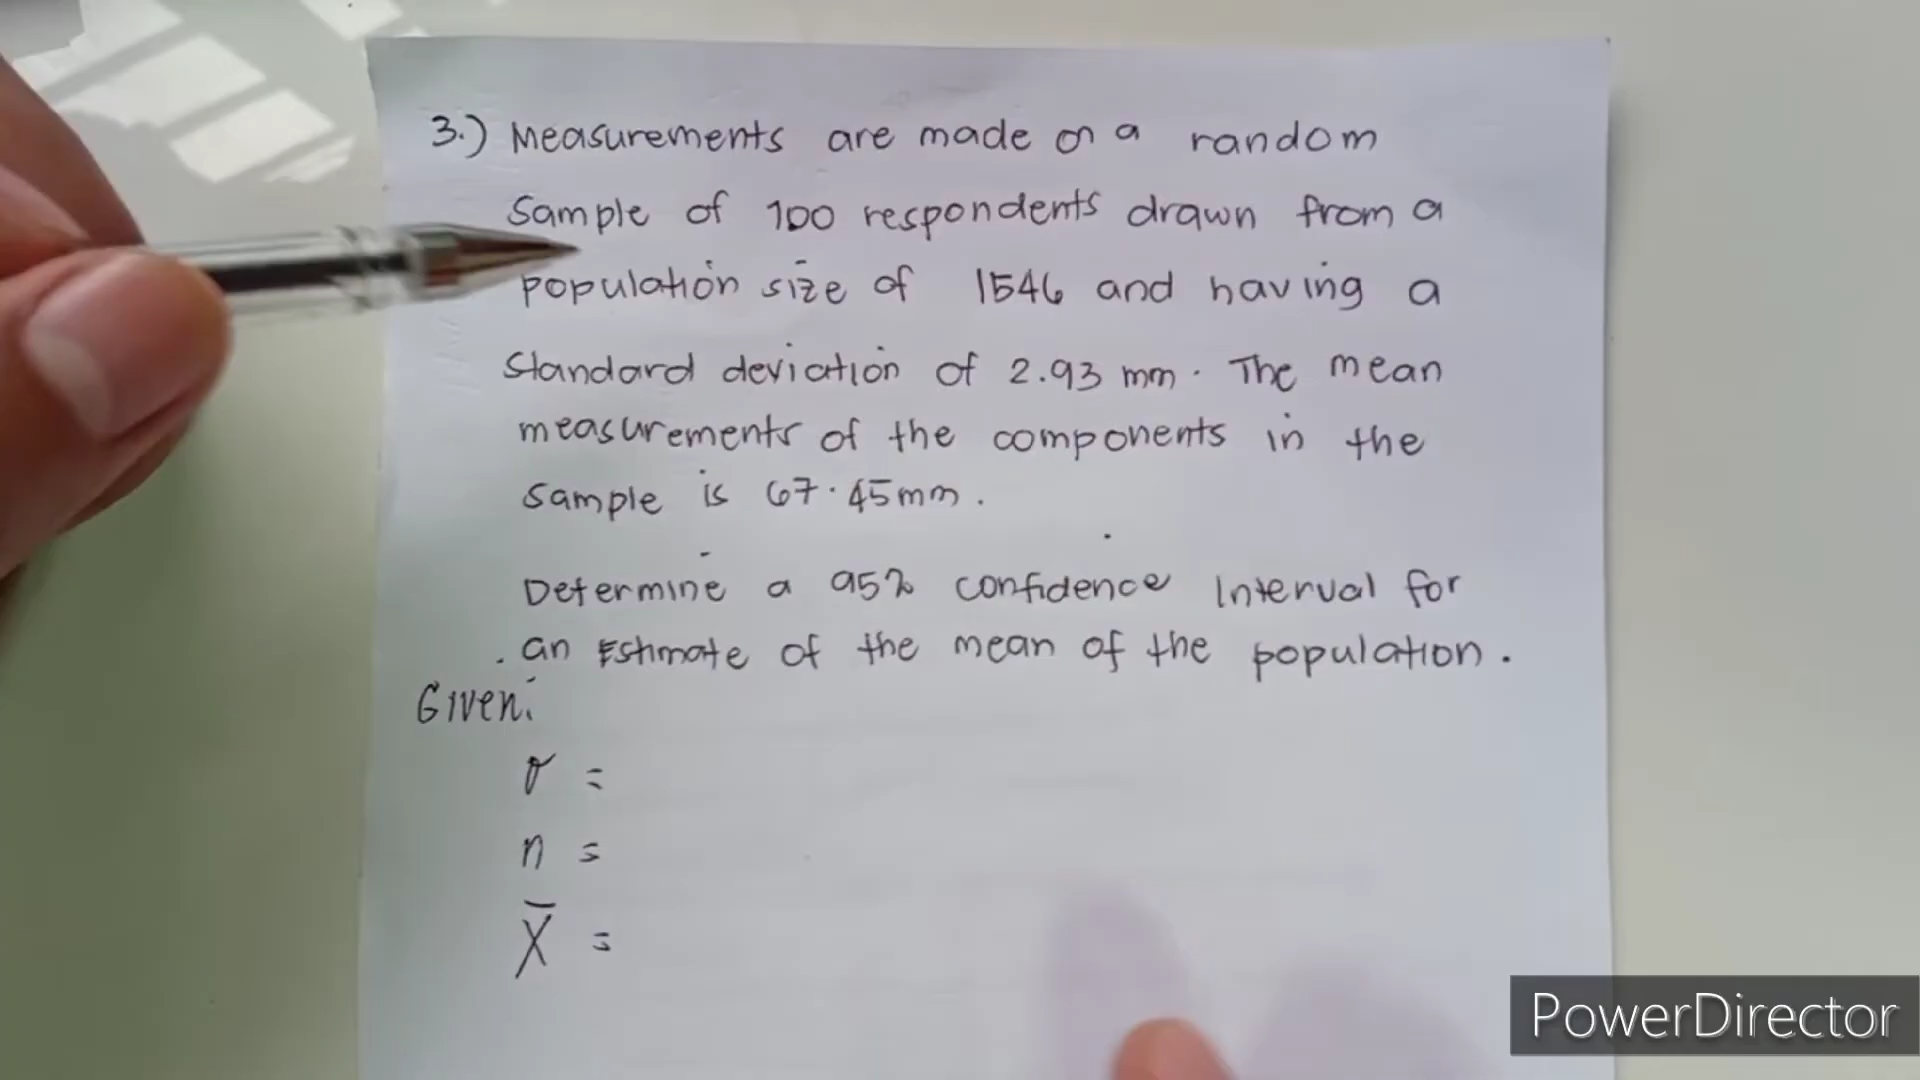 3.) Measurements are made on a random
Sample of 100 respondents drawn from a
population size of 1546 and having a
Standard deviation of 2.93 mm. The mean
measurements of the components in the
sample is 67.45mm.
Determine a 95% confidence Interval for
an Estimate of the mean of the population.
Given:
σ =
n =
X̄ =
PowerDirector